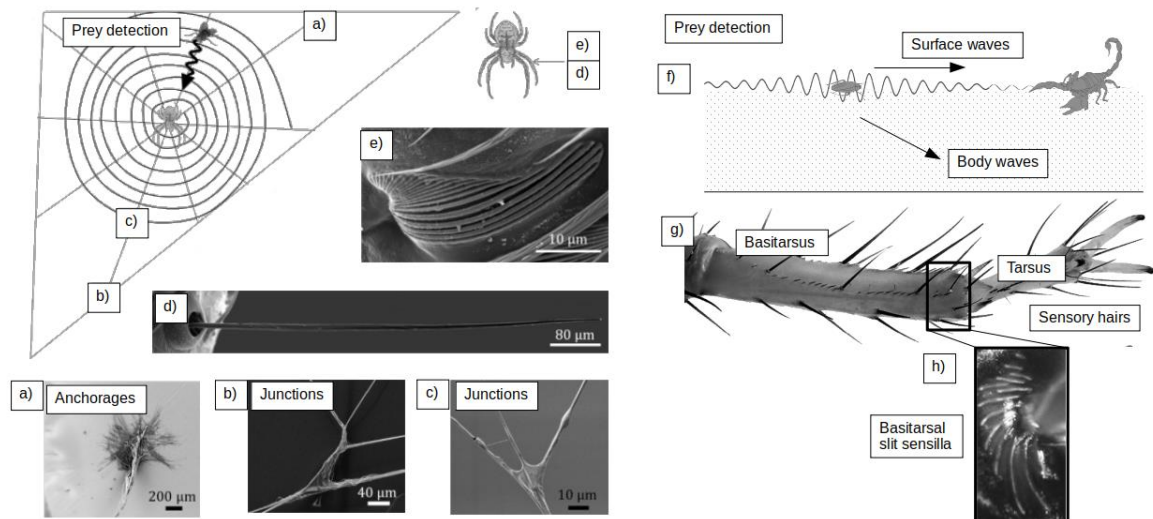 Prey detection
a)
e)
d)
c)
b)
e)
10 μm
d)
80 μm
a)
Anchorages
200 μm
b)
Junctions
40 μm
c)
Junctions
10 μm
Prey detection
Surface waves
f)
Body waves
g)
Basitarsus
Tarsus
Sensory hairs
h)
Basitarsal
slit sensilla